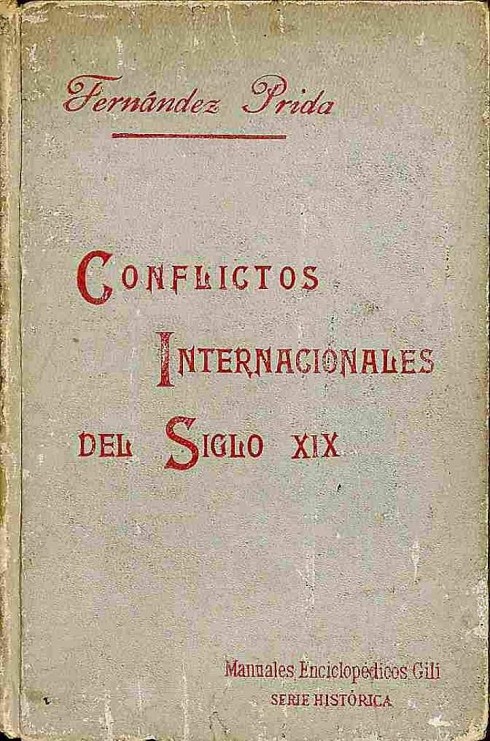 Fernández Prida
CONFLICTOS
INTERNACIONALES
DEL SIGLO XIX
Manuales Enciclopédicos Gili
SERIE HISTÓRICA